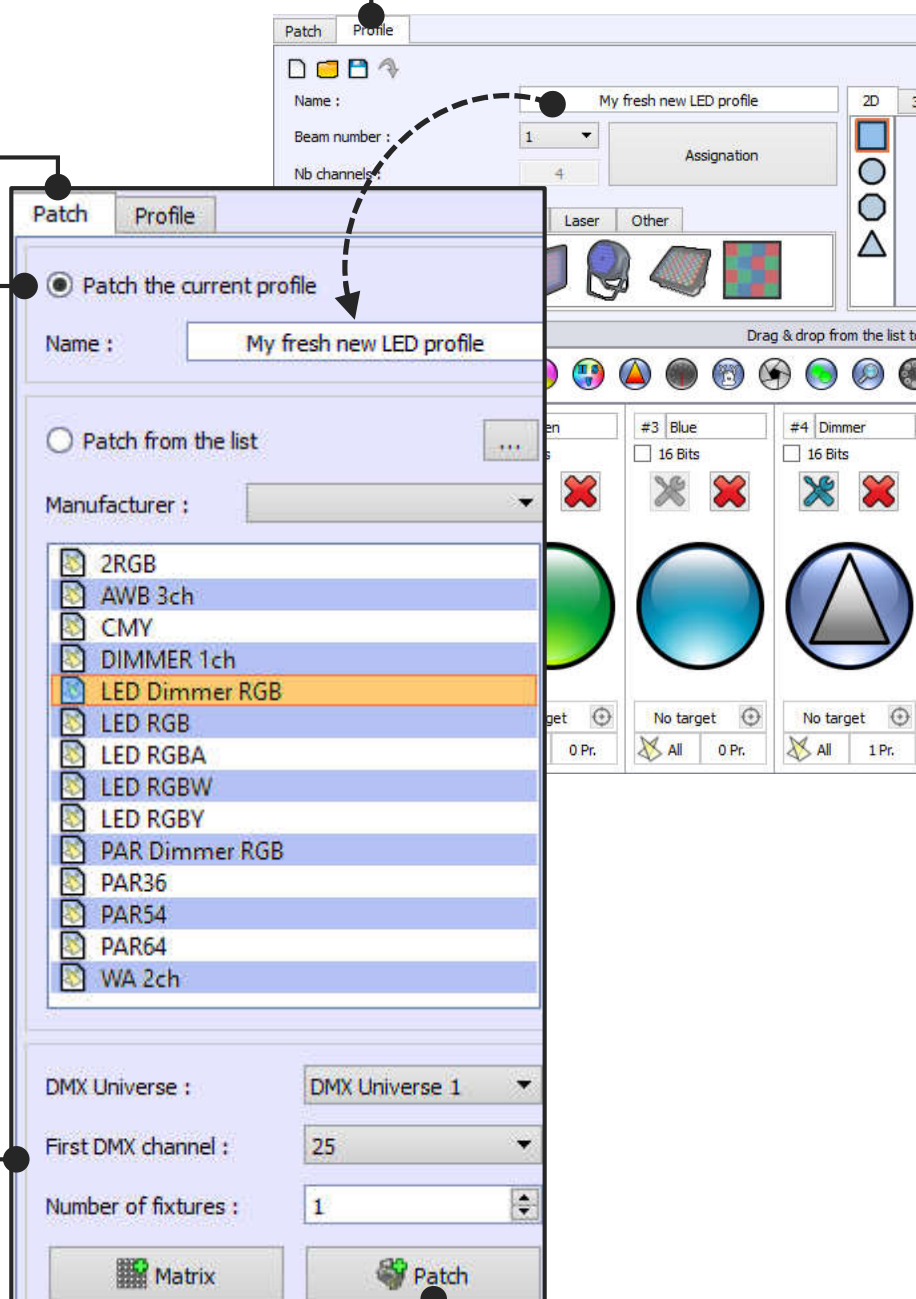 Patch Profile
Name : My fresh new LED profile 2D
Beam number : 1
Assignation
Nb channels : 4
Laser Other
Drag & drop from the list
#3 Blue #4 Dimmer
16 Bits 16 Bits
No target No target
0 Pr. All 0 Pr. All 1 Pr.
Patch Profile
Patch the current profile
Name : My fresh new LED profile
Patch from the list ...
Manufacturer :
2RGB
AWB 3ch
CMY
DIMMER 1ch
LED Dimmer RGB
LED RGB
LED RGBA
LED RGBW
LED RGBY
PAR Dimmer RGB
PAR36
PAR54
PAR64
WA 2ch
DMX Universe : DMX Universe 1
First DMX channel : 25
Number of fixtures : 1
Matrix Patch